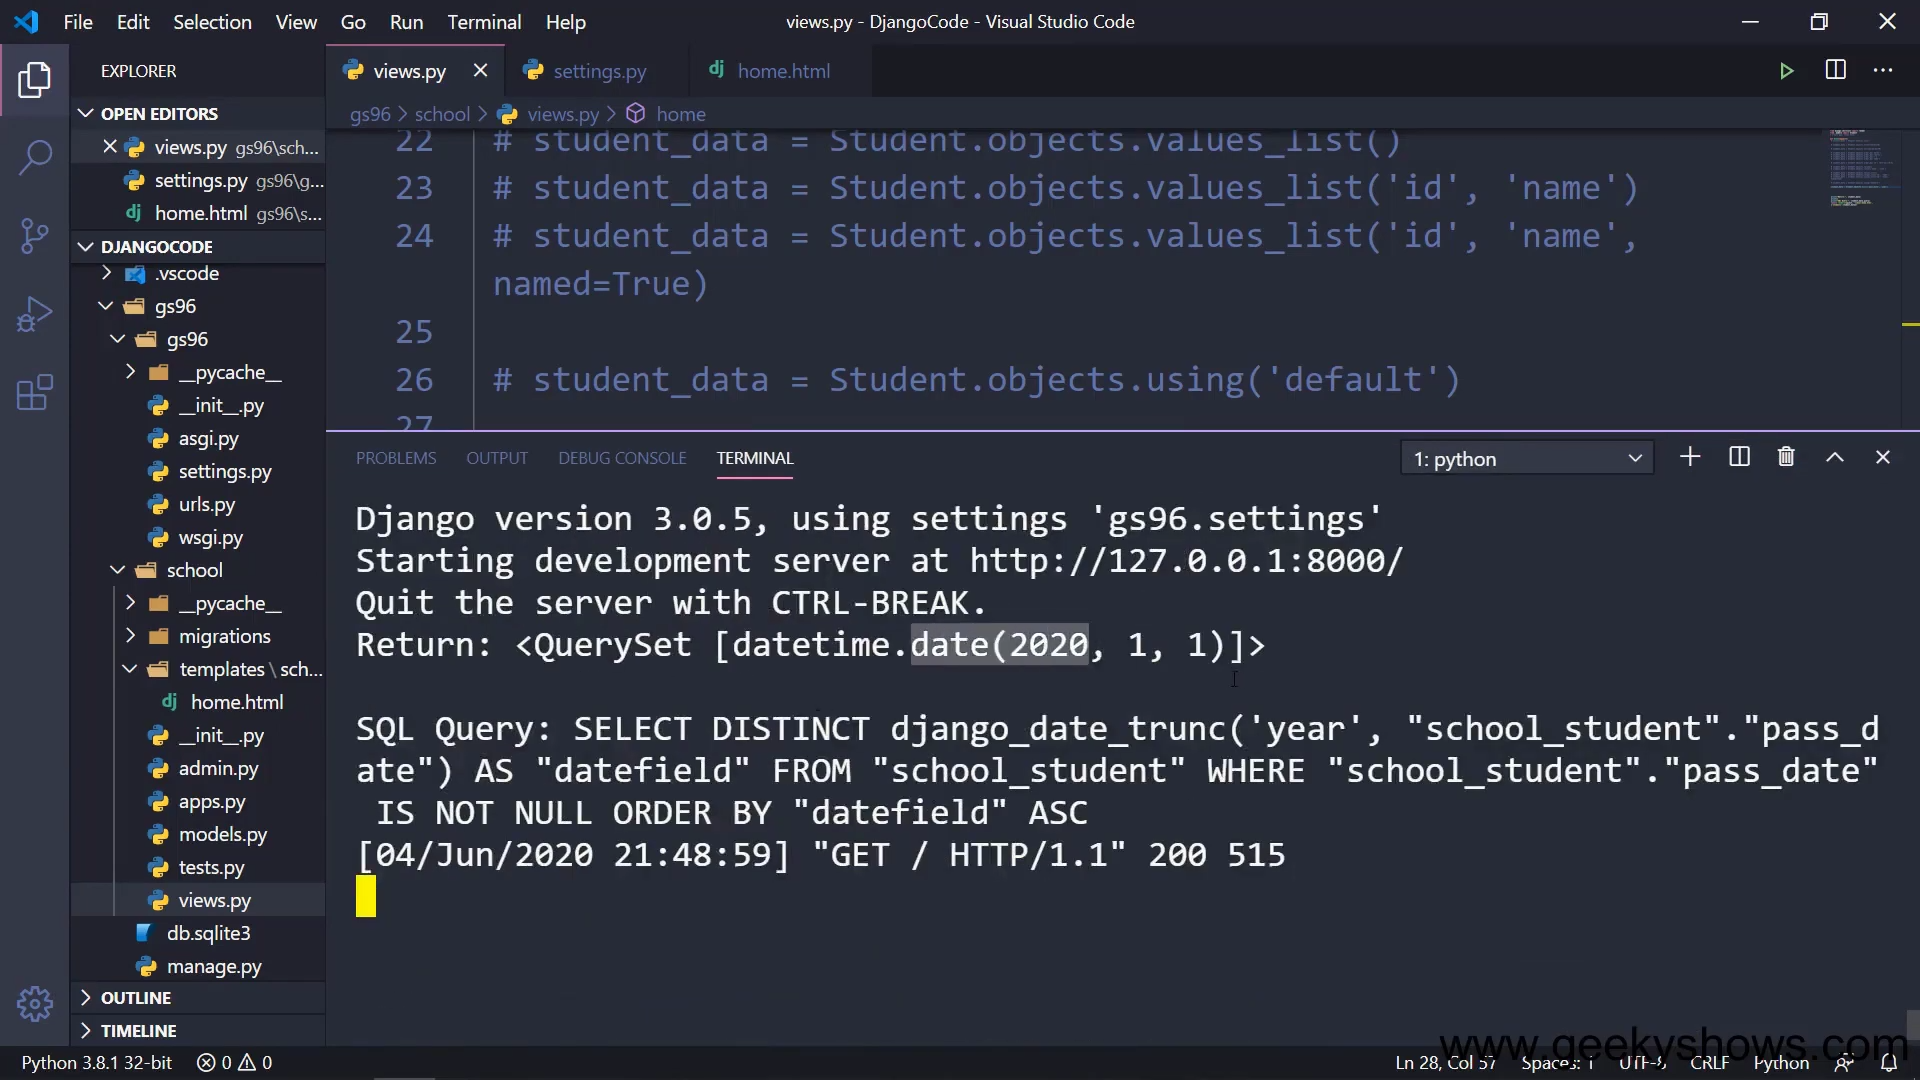 File Edit Selection View Go Run Terminal Help
views.py - DjangoCode - Visual Studio Code
EXPLORER
OPEN EDITORS
views.py gs96\sch...
settings.py gs96\g...
home.html gs96\s...
DJANGOCODE
.vscode
gs96
gs96
__pycache__
__init__.py
asgi.py
settings.py
urls.py
wsgi.py
school
__pycache__
migrations
templates\sch...
home.html
__init__.py
admin.py
apps.py
models.py
tests.py
views.py
db.sqlite3
manage.py
OUTLINE
TIMELINE
views.py settings.py home.html
gs96 > school > views.py > home
22 # student_data = Student.objects.values_list()
23 # student_data = Student.objects.values_list('id', 'name')
24 # student_data = Student.objects.values_list('id', 'name',
named=True)
25
26 # student_data = Student.objects.using('default')
27
PROBLEMS OUTPUT DEBUG CONSOLE TERMINAL
1: python
Django version 3.0.5, using settings 'gs96.settings'
Starting development server at http://127.0.0.1:8000/
Quit the server with CTRL-BREAK.
Return: <QuerySet [datetime.date(2020, 1, 1)]>
SQL Query: SELECT DISTINCT django_date_trunc('year', "school_student"."pass_d
ate") AS "datefield" FROM "school_student" WHERE "school_student"."pass_date"
IS NOT NULL ORDER BY "datefield" ASC
[04/Jun/2020 21:48:59] "GET / HTTP/1.1" 200 515
www.geekyshows.com
Python 3.8.1 32-bit 0 0
Ln 28, Col 57 Spaces: 1 UTF-8 CRLF Python